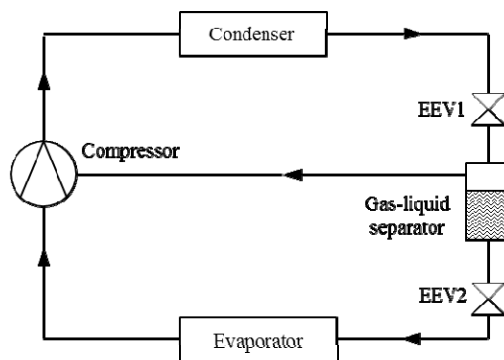 Condenser
EEV1
Compressor
Gas-liquid
separator
EEV2
Evaporator